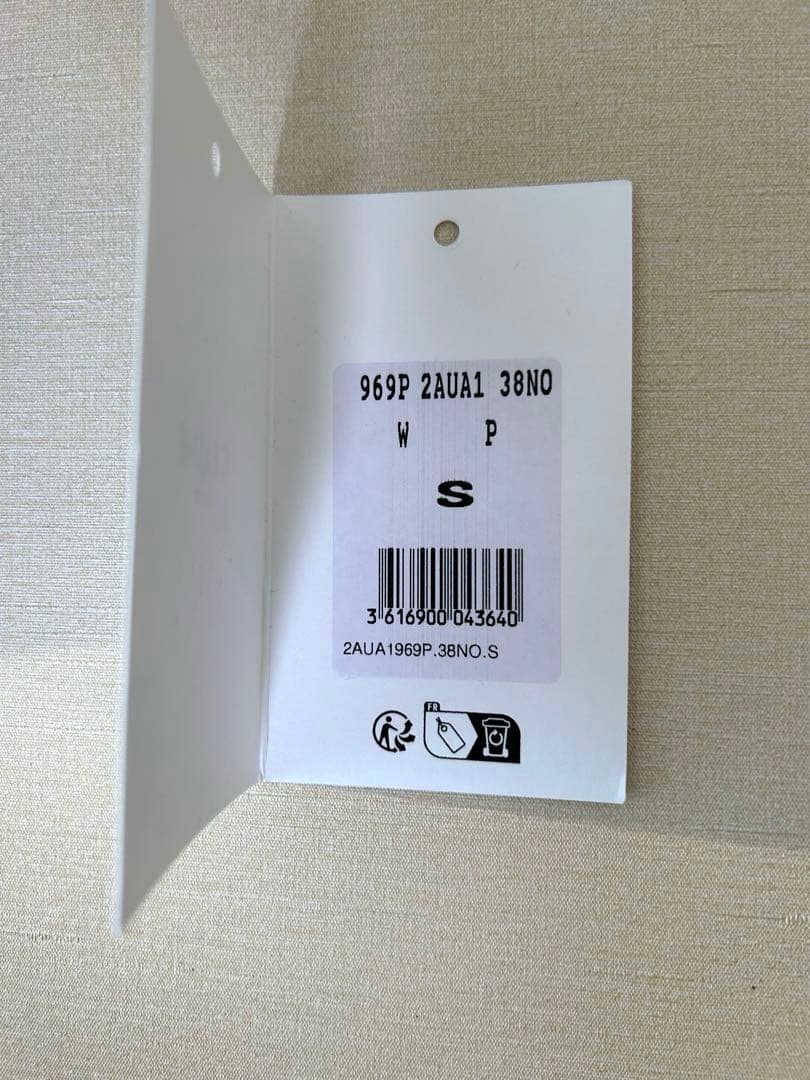 969P 2AUA1 38NO
W P
S
3 616900 043640
2AUA1969P.38NO.S
FR